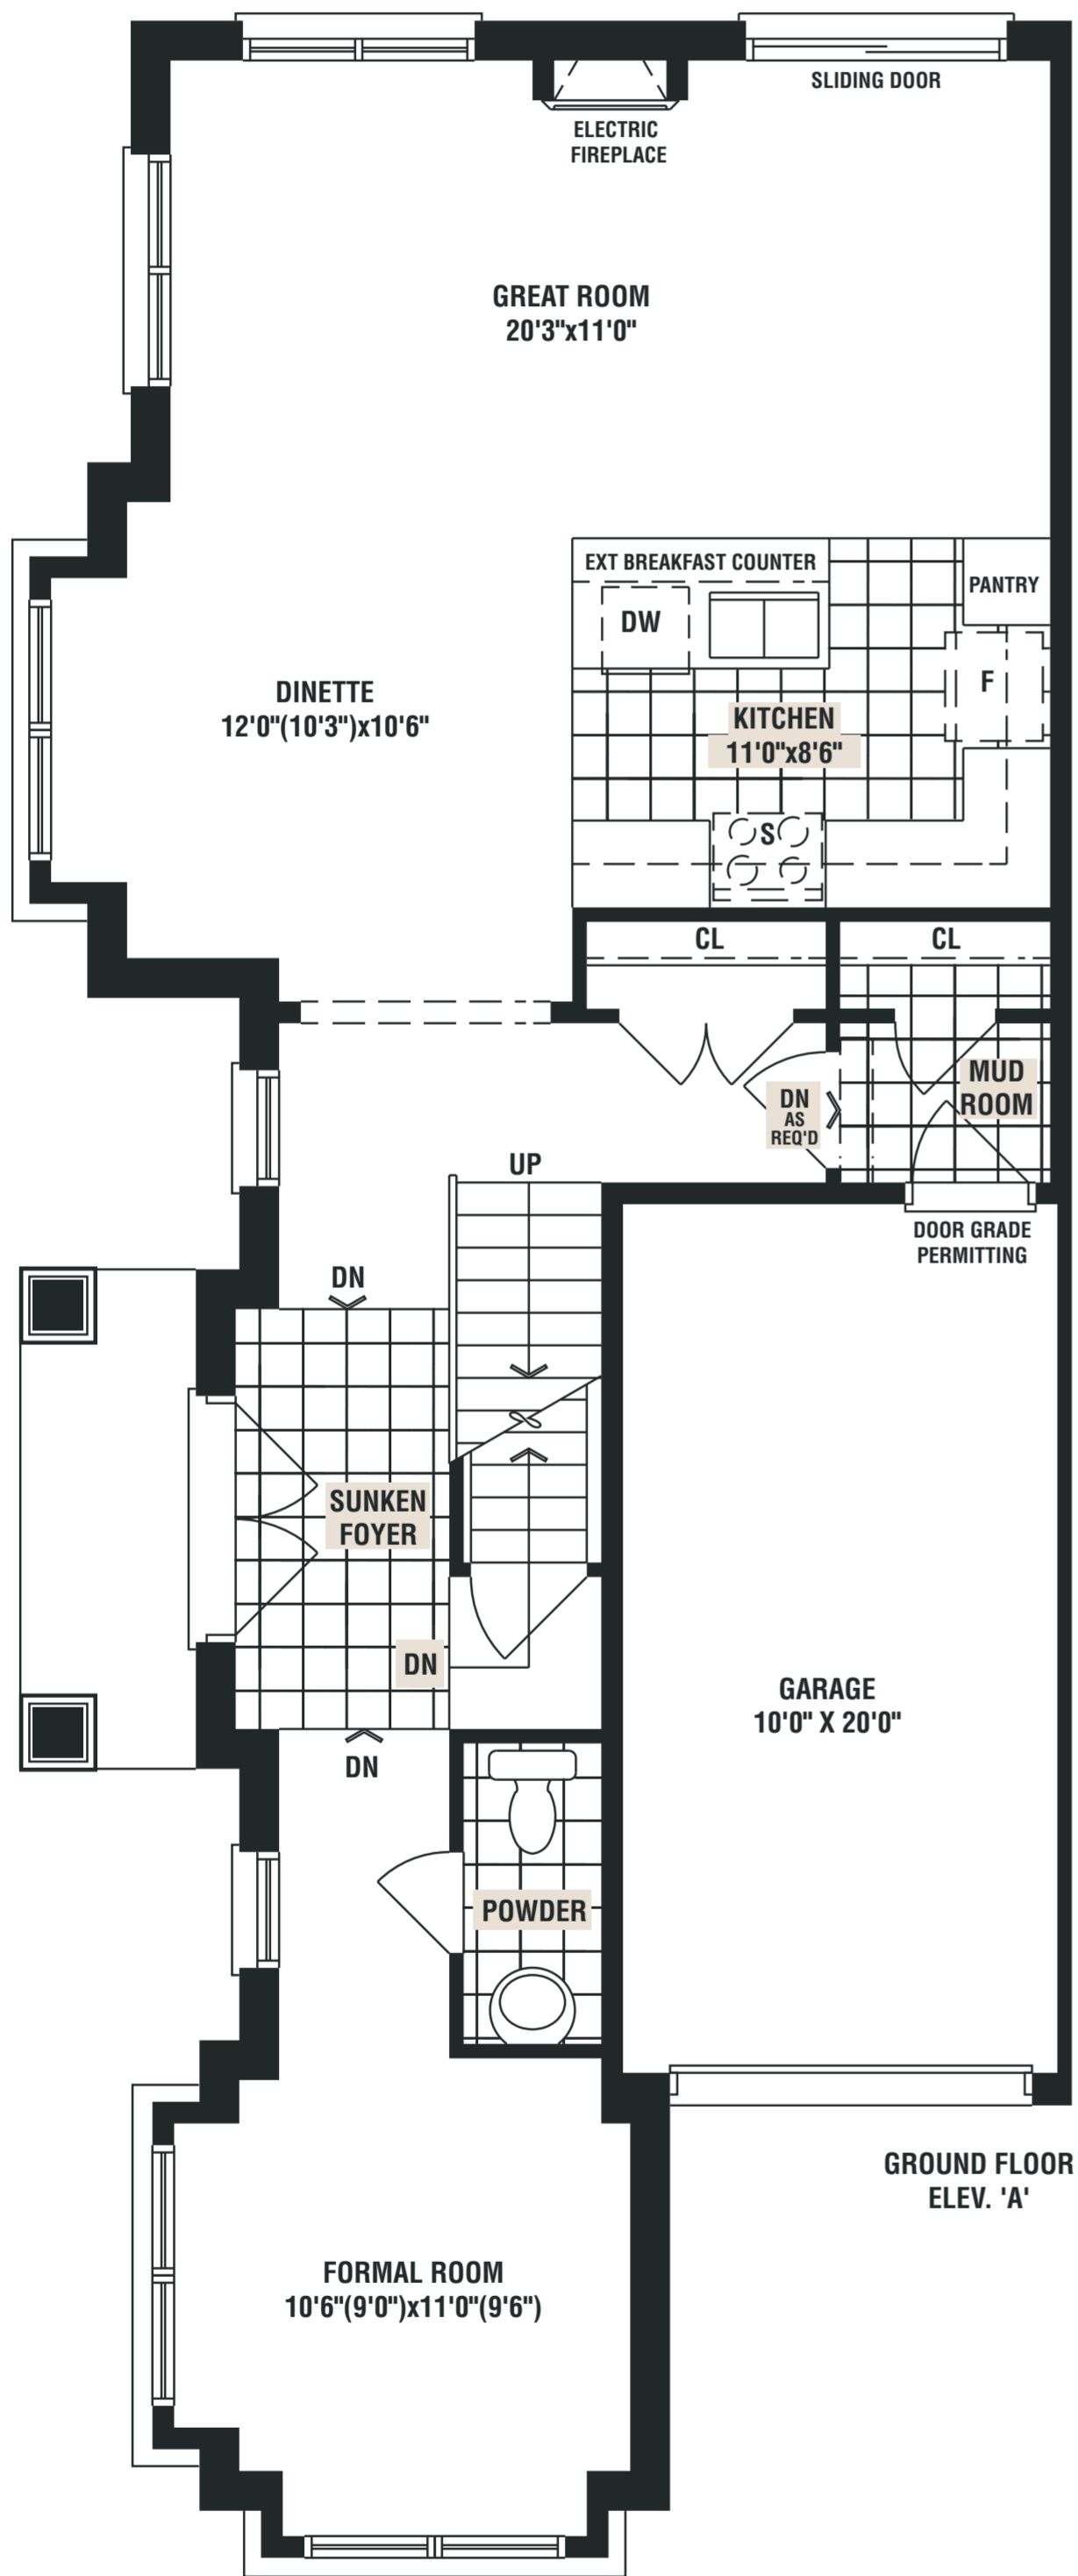 SLIDING DOOR
ELECTRIC
FIREPLACE
GREAT ROOM
20'3"x11'0"
EXT BREAKFAST COUNTER
PANTRY
DW
F
DINETTE
12'0"(10'3")x10'6"
KITCHEN
11'0"x8'6"
S
CL
CL
MUD
ROOM
DN
AS
REQ'D
UP
DOOR GRADE
PERMITTING
DN
SUNKEN
FOYER
DN
GARAGE
10'0" X 20'0"
DN
POWDER
GROUND FLOOR
ELEV. 'A'
FORMAL ROOM
10'6"(9'0")x11'0"(9'6")